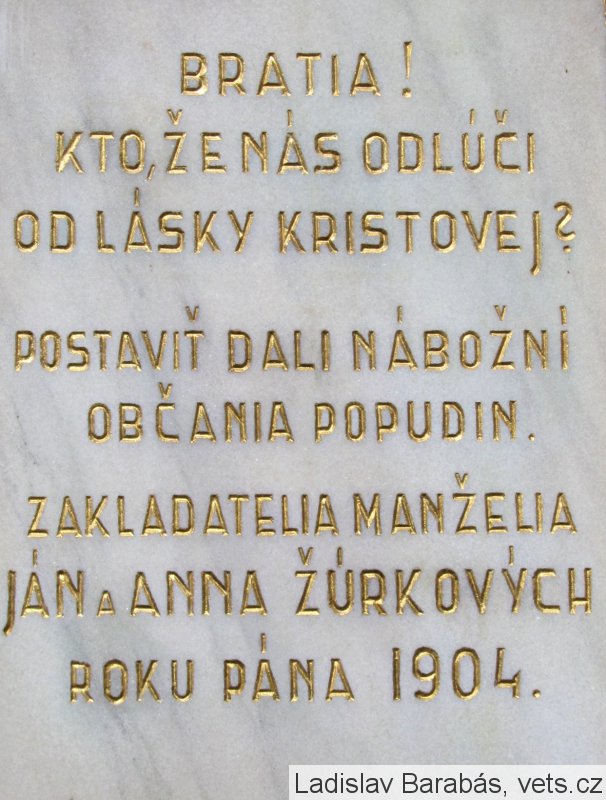 BRATIA!
KTO, ŽE NÁS ODLÚČI
OD LÁSKY KRISTOVEJ?
POSTAVIŤ DALI NÁBOŽNÍ
OBČANIA POPUDIN.
ZAKLADATELIA MANŽELIA
JÁN A ANNA ŽÚRKOVÝCH
ROKU PÁNA 1904.
Ladislav Barabás, vets.cz